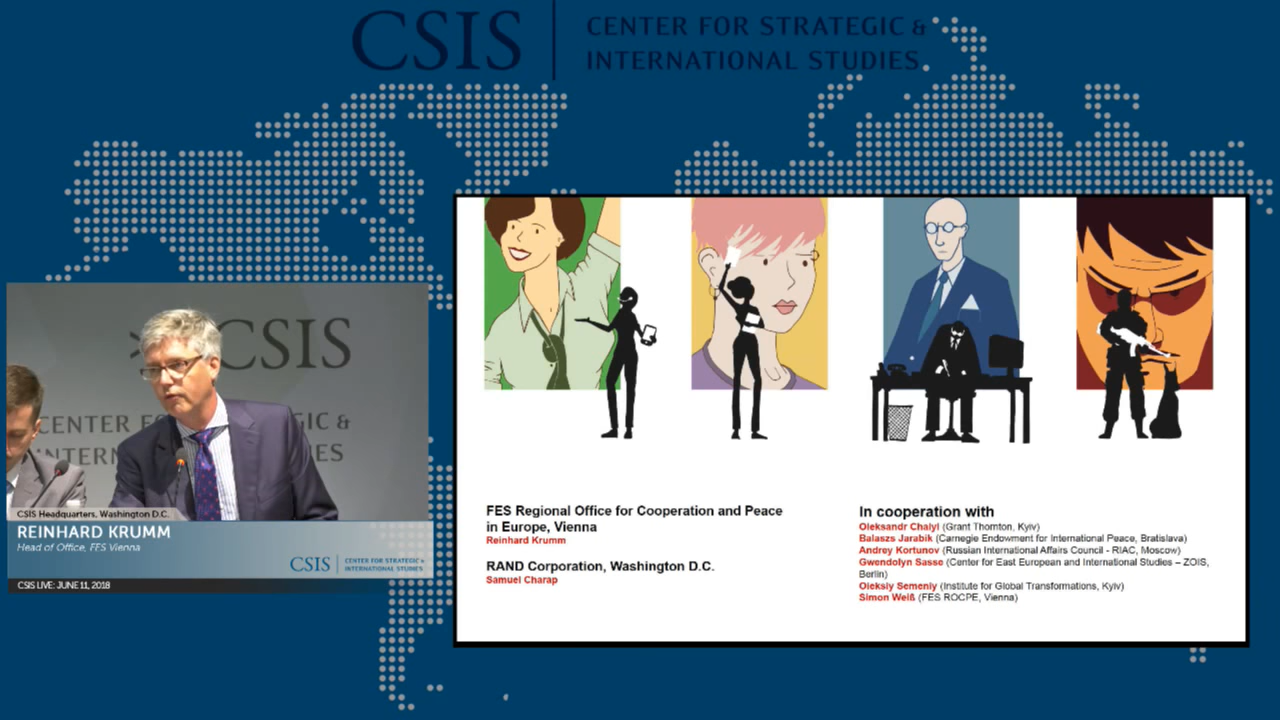 CSIS
CENTER FOR STRATEGIC &
INTERNATIONAL STUDIES
CSIS
CENTER F
GIC &
INTERN
IES
CSIS Headquarters, Washington D.C.
REINHARD KRUMM
Head of Office, FES Vienna
CSIS
CENTER FOR STRATEGIC &
INTERNATIONAL STUDIES
CSIS LIVE: JUNE 11, 2018
FES Regional Office for Cooperation and Peace
in Europe, Vienna
Reinhard Krumm
RAND Corporation, Washington D.C.
Samuel Charap
In cooperation with
Oleksandr Chalyi (Grant Thornton, Kyiv)
Balaszs Jarabik (Carnegie Endowment for International Peace, Bratislava)
Andrey Kortunov (Russian International Affairs Council - RIAC, Moscow)
Gwendolyn Sasse (Center for East European and International Studies – ZOIS,
Berlin)
Oleksiy Semeniy (Institute for Global Transformations, Kyiv)
Simon Weiß (FES ROCPE, Vienna)